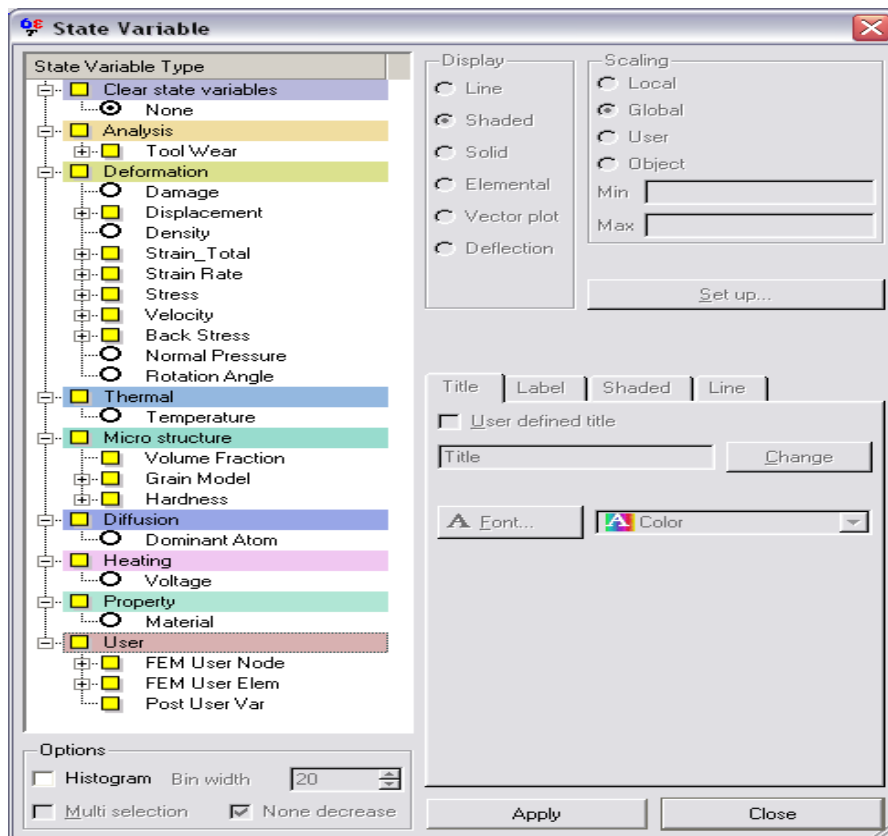 State Variable
State Variable Type
Clear state variables
None
Analysis
Tool Wear
Deformation
Damage
Displacement
Density
Strain_Total
Strain Rate
Stress
Velocity
Back Stress
Normal Pressure
Rotation Angle
Thermal
Temperature
Micro structure
Volume Fraction
Grain Model
Hardness
Diffusion
Dominant Atom
Heating
Voltage
Property
Material
User
FEM User Node
FEM User Elem
Post User Var
Options
Histogram Bin width 20
Multi selection None decrease
Display
Line
Shaded
Solid
Elemental
Vector plot
Deflection
Scaling
Local
Global
User
Object
Min
Max
Set up...
Title Label Shaded Line
User defined title
Title Change
A Font... A Color
Apply Close